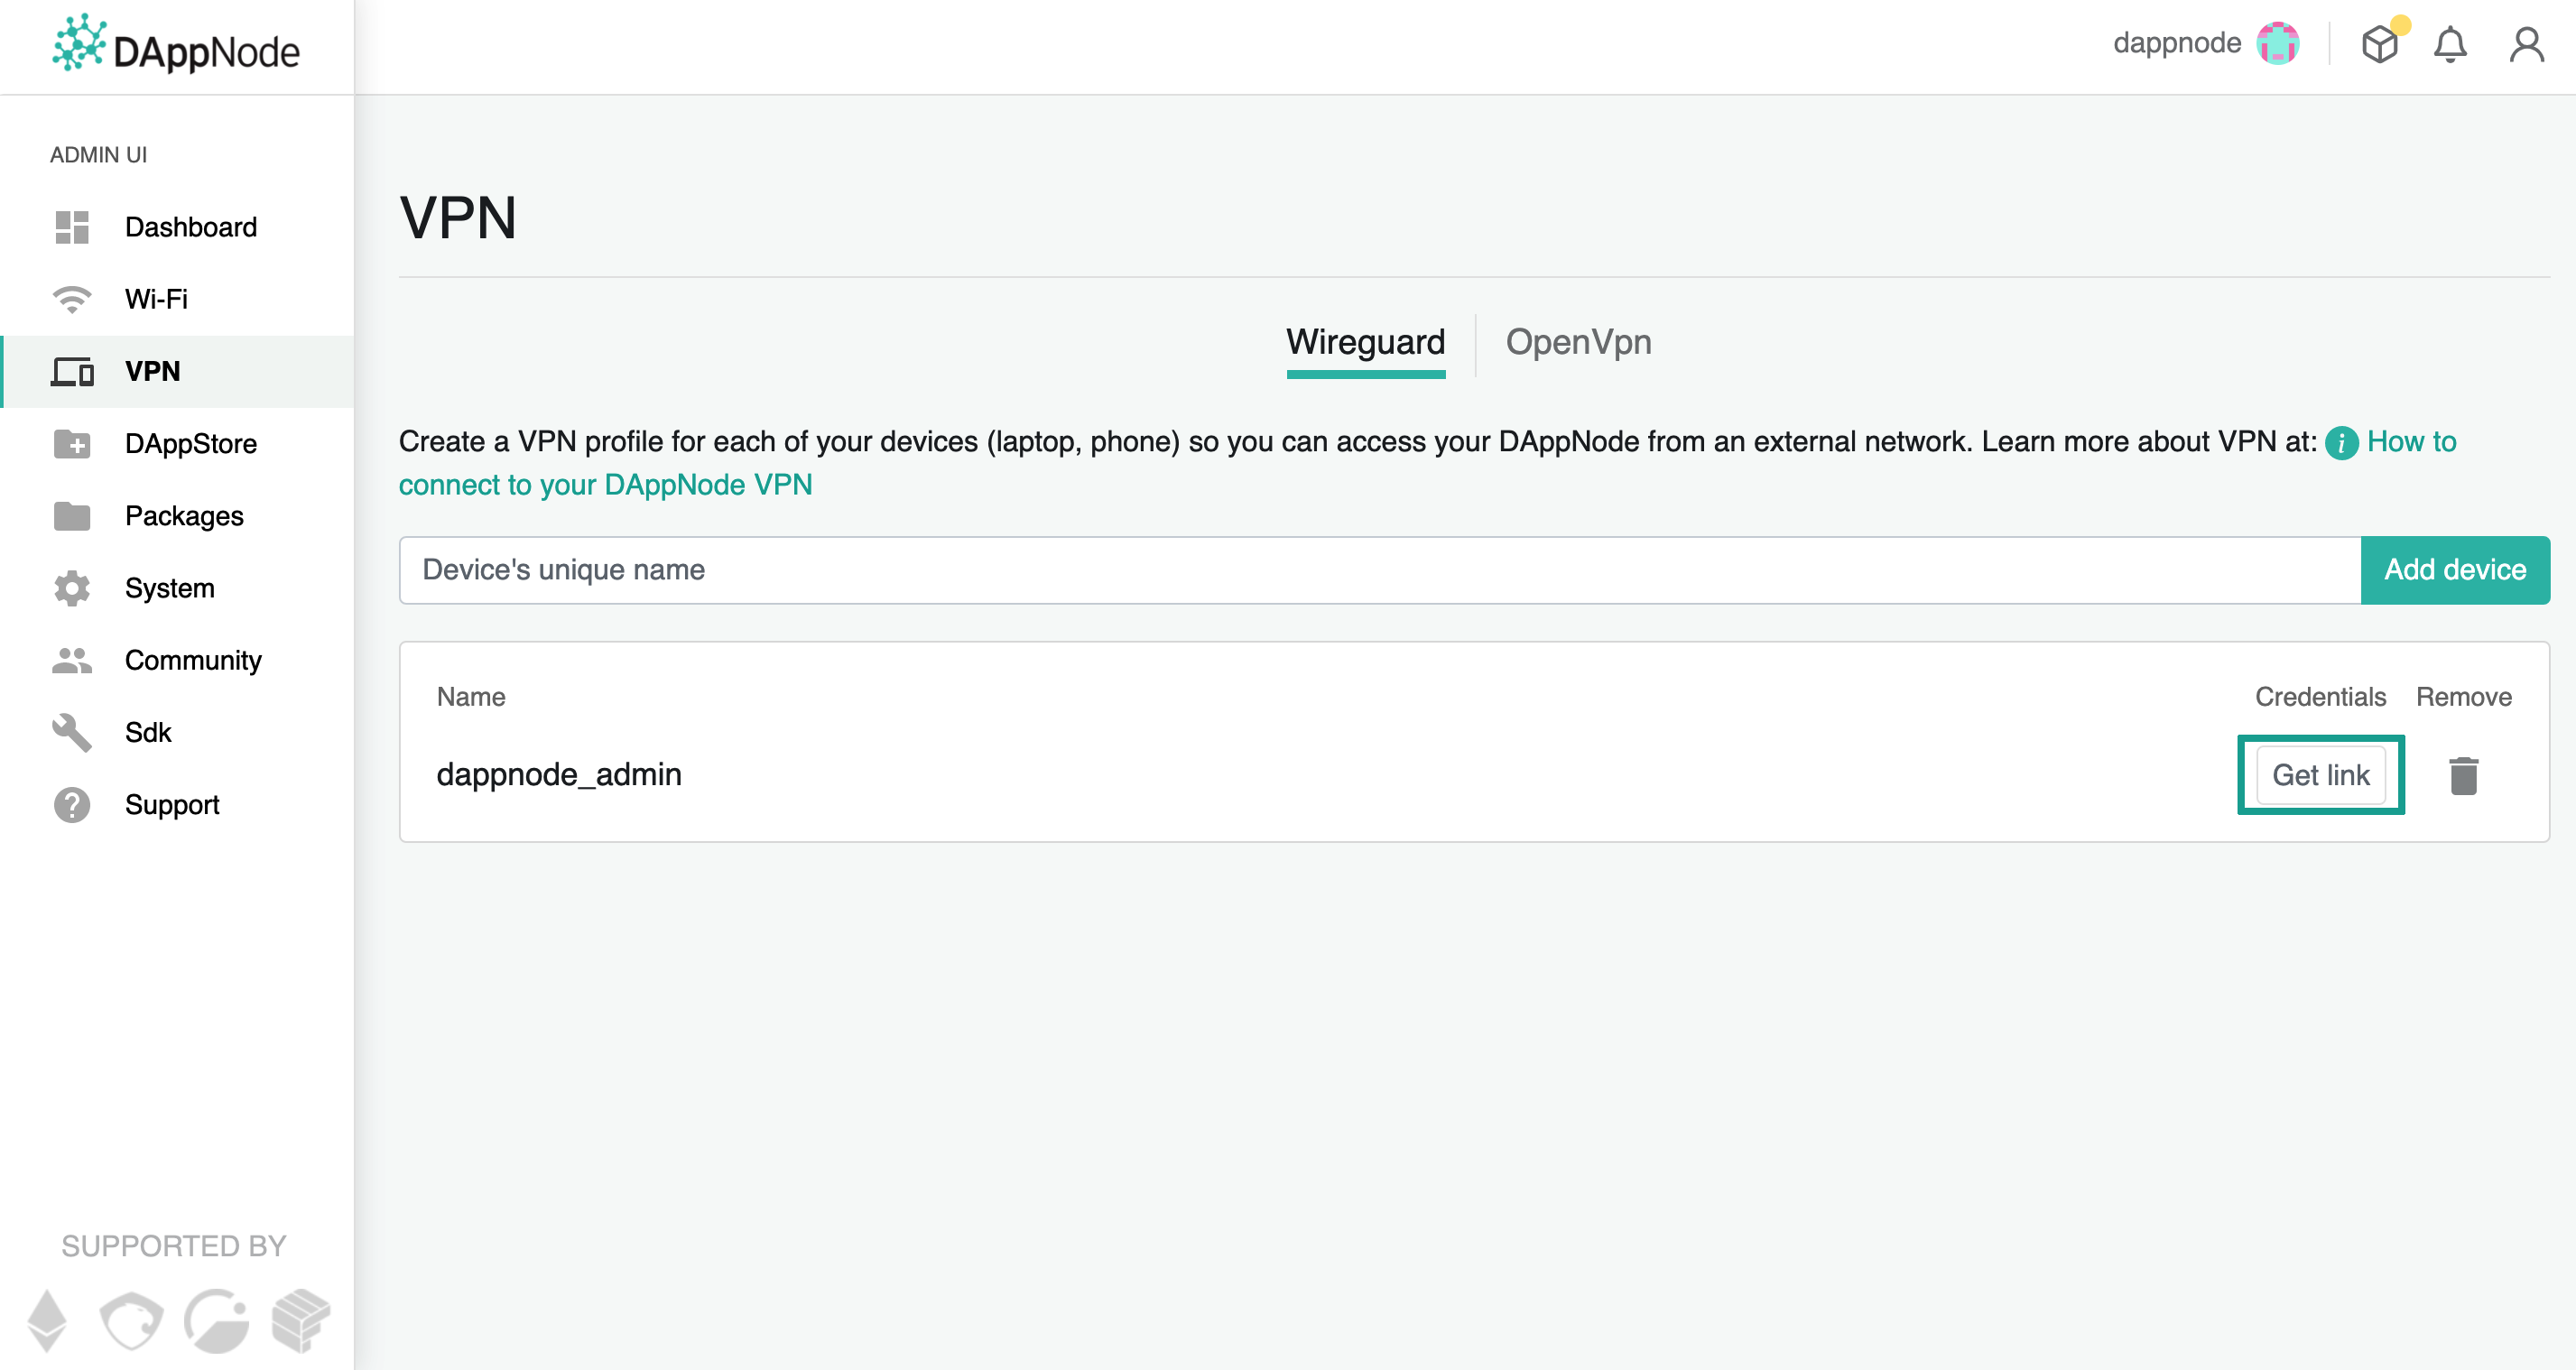 DAppNode
dappnode
ADMIN UI
Dashboard
Wi-Fi
VPN
DAppStore
Packages
System
Community
Sdk
Support
SUPPORTED BY
VPN
Wireguard
OpenVpn
Create a VPN profile for each of your devices (laptop, phone) so you can access your DAppNode from an external network. Learn more about VPN at: i How to
connect to your DAppNode VPN
Device's unique name
Add device
Name Credentials Remove
dappnode_admin Get link